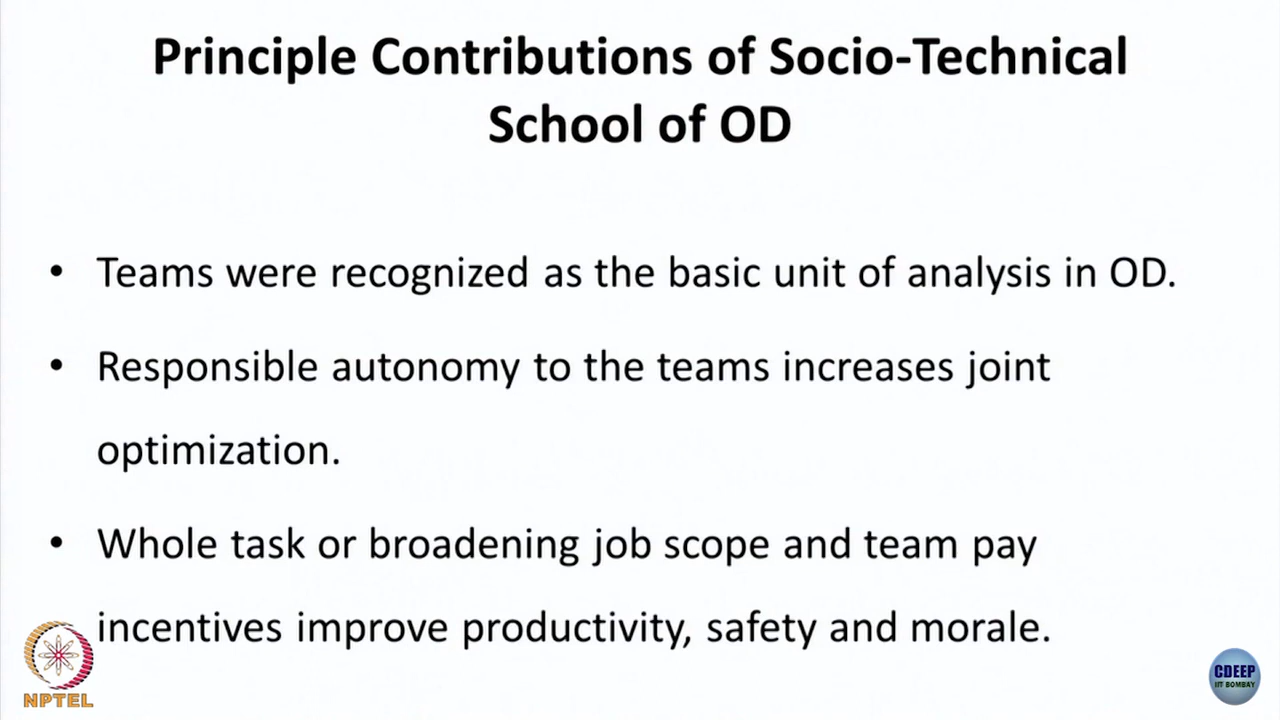 Principle Contributions of Socio-Technical
School of OD
• Teams were recognized as the basic unit of analysis in OD.
• Responsible autonomy to the teams increases joint
optimization.
• Whole task or broadening job scope and team pay
incentives improve productivity, safety and morale.
NPTEL
CDEEP
IIT BOMBAY